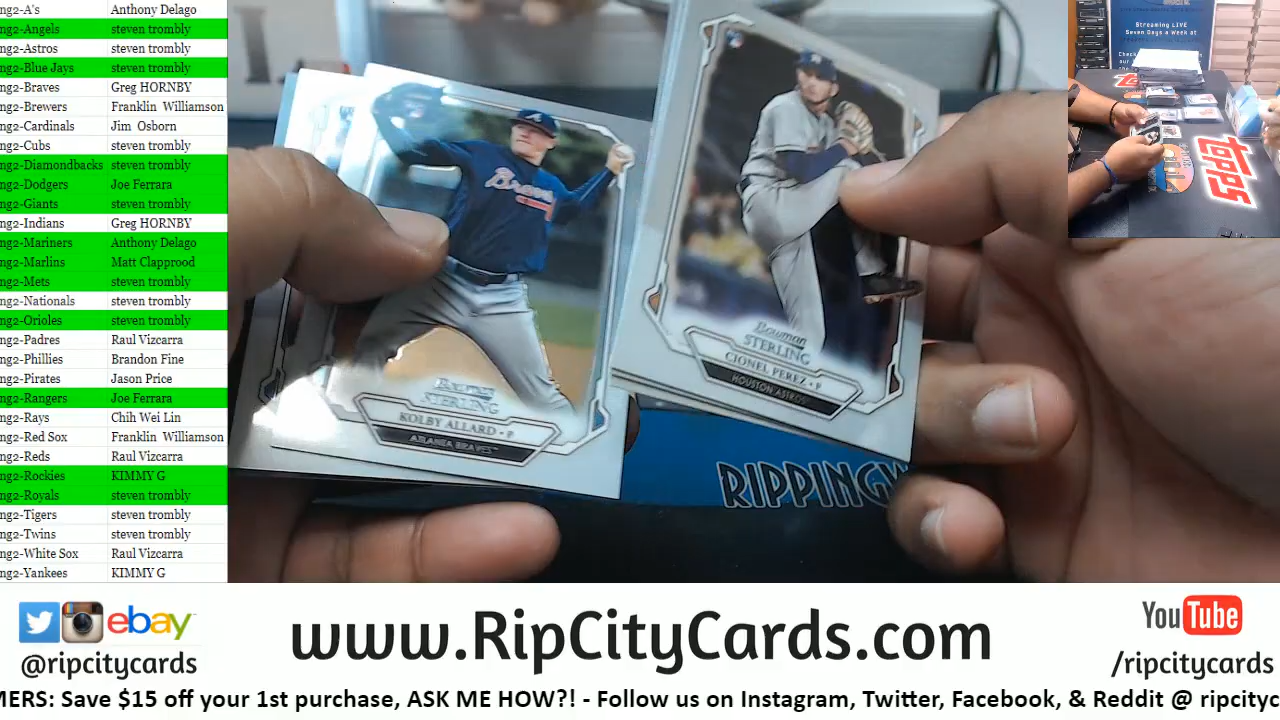 ng2-A's Anthony Delago
ng2-Angels steven trombly
ng2-Astros steven trombly
ng2-Blue Jays steven trombly
ng2-Braves Greg HORNBY
ng2-Brewers Franklin Williamson
ng2-Cardinals Jim Osborn
ng2-Cubs steven trombly
ng2-Diamondbacks steven trombly
ng2-Dodgers Joe Ferrara
ng2-Giants steven trombly
ng2-Indians Greg HORNBY
ng2-Mariners Anthony Delago
ng2-Marlins Matt Clapprood
ng2-Mets steven trombly
ng2-Nationals steven trombly
ng2-Orioles steven trombly
ng2-Padres Raul Vizcarra
ng2-Phillies Brandon Fine
ng2-Pirates Jason Price
ng2-Rangers Joe Ferrara
ng2-Rays Chih Wei Lin
ng2-Red Sox Franklin Williamson
ng2-Reds Raul Vizcarra
ng2-Rockies KIMMY G
ng2-Royals steven trombly
ng2-Tigers steven trombly
ng2-Twins steven trombly
ng2-White Sox Raul Vizcarra
ng2-Yankees KIMMY G
Braves
Bowman
STERLING
KOLBY ALLARD • P
ATLANTA BRAVES
Bowman
STERLING
CIONEL PEREZ • P
HOUSTON ASTROS
RIPPING
Streaming LIVE
Seven Days a Week at
topps
ebay
@ripcitycards
www.RipCityCards.com
YouTube
/ripcitycards
MERS: Save $15 off your 1st purchase, ASK ME HOW?! - Follow us on Instagram, Twitter, Facebook, & Reddit @ ripcityc